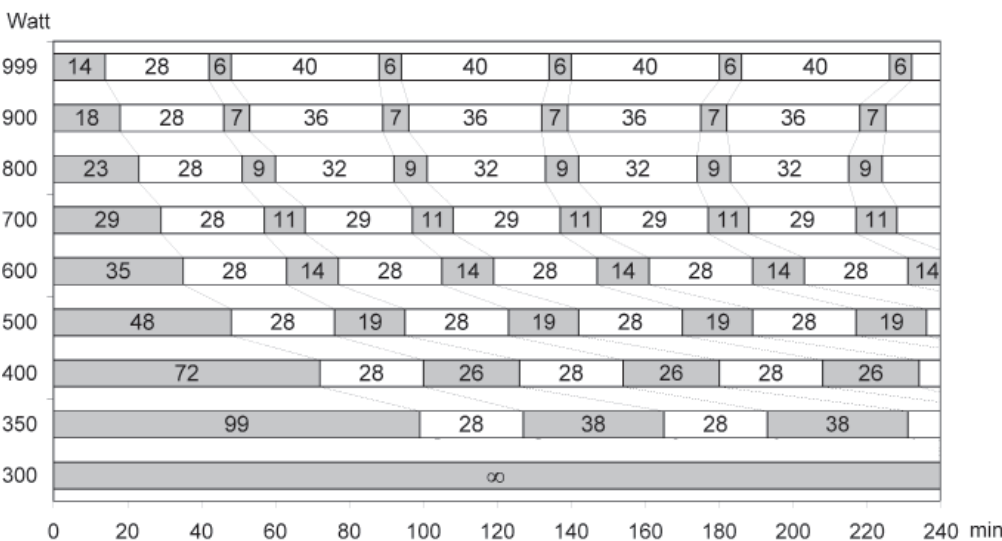 Watt
999 14 28 6 40 6 40 6 40 6 40 6
900 18 28 7 36 7 36 7 36 7 36 7
800 23 28 9 32 9 32 9 32 9 32 9
700 29 28 11 29 11 29 11 29 11 29 11
600 35 28 14 28 14 28 14 28 14 28 14
500 48 28 19 28 19 28 19 28 19
400 72 28 26 28 26 28 26
350 99 28 38 28 38
300 ∞
0 20 40 60 80 100 120 140 160 180 200 220 240 min